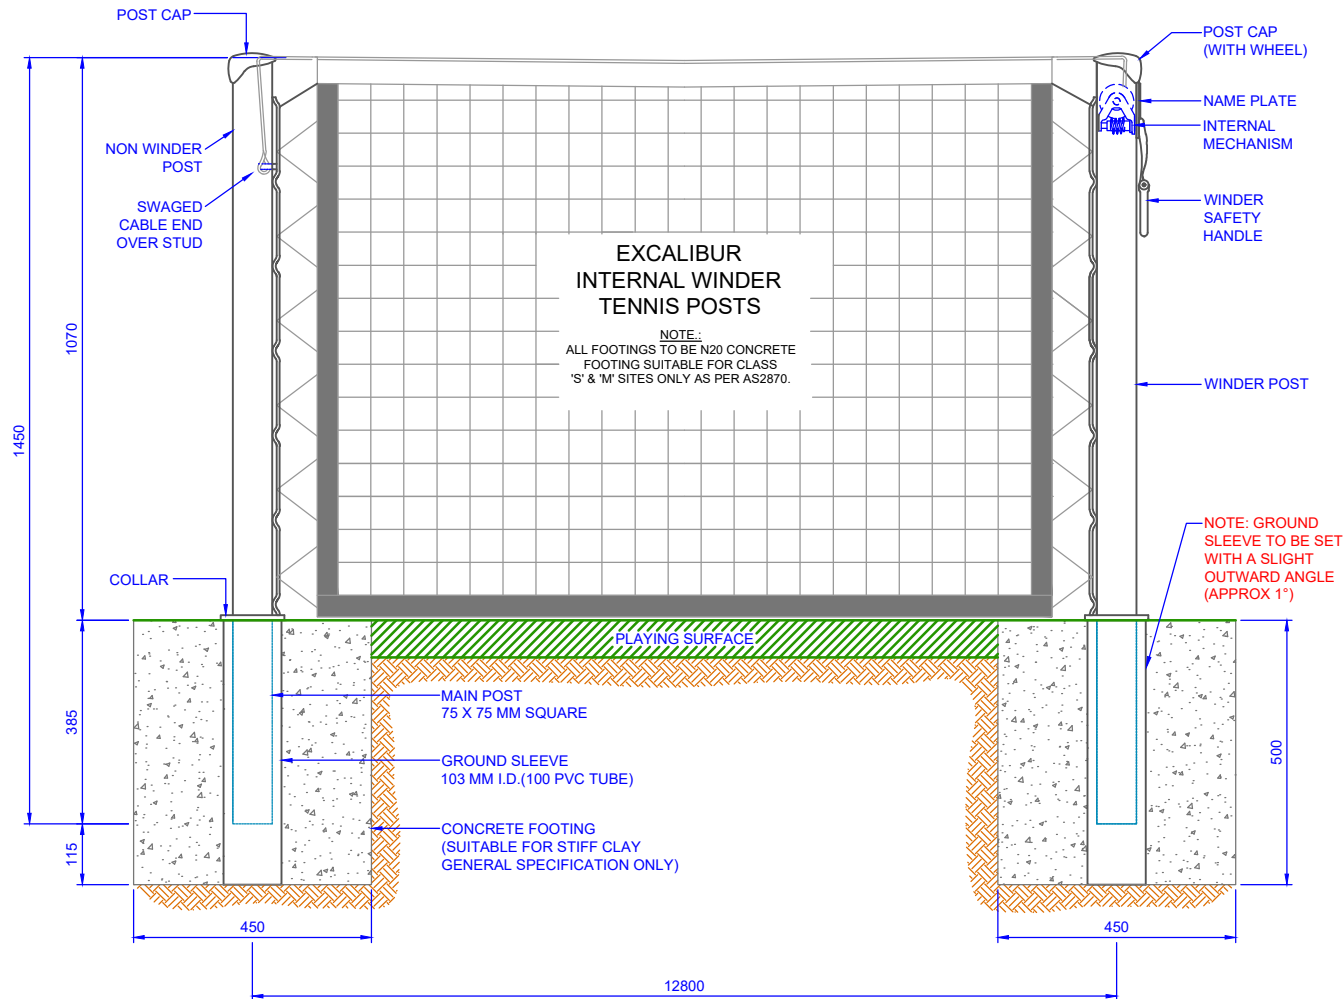 POST CAP
POST CAP
(WITH WHEEL)
NAME PLATE
INTERNAL
MECHANISM
NON WINDER
POST
SWAGED
CABLE END
OVER STUD
WINDER
SAFETY
HANDLE
EXCALIBUR
INTERNAL WINDER
TENNIS POSTS
NOTE.:
ALL FOOTINGS TO BE N20 CONCRETE
FOOTING SUITABLE FOR CLASS
'S' & 'M' SITES ONLY AS PER AS2870.
1070
1450
WINDER POST
NOTE: GROUND
SLEEVE TO BE SET
WITH A SLIGHT
OUTWARD ANGLE
(APPROX 1°)
COLLAR
PLAYING SURFACE
MAIN POST
75 X 75 MM SQUARE
385
GROUND SLEEVE
103 MM I.D.(100 PVC TUBE)
500
CONCRETE FOOTING
(SUITABLE FOR STIFF CLAY
GENERAL SPECIFICATION ONLY)
115
450
450
12800